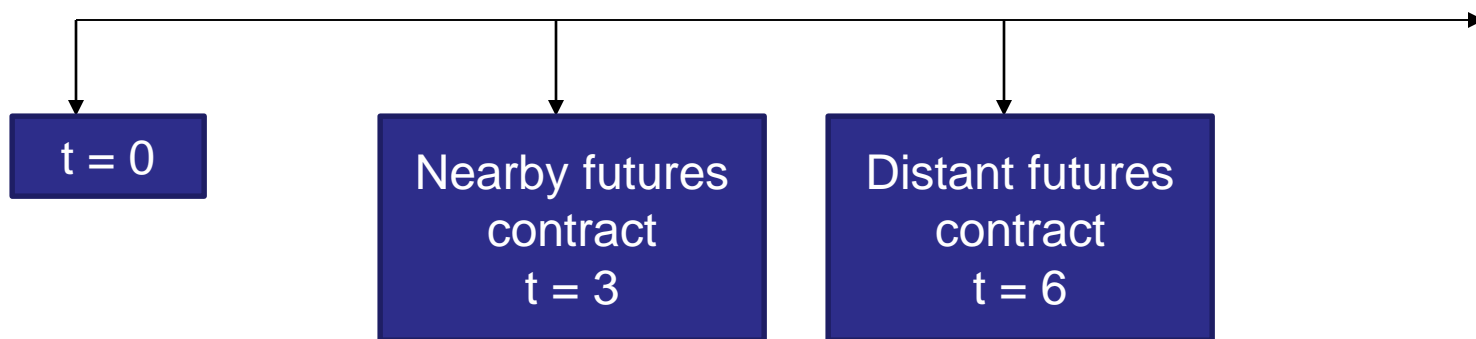 t = 0
Nearby futures
contract
t = 3
Distant futures
contract
t = 6